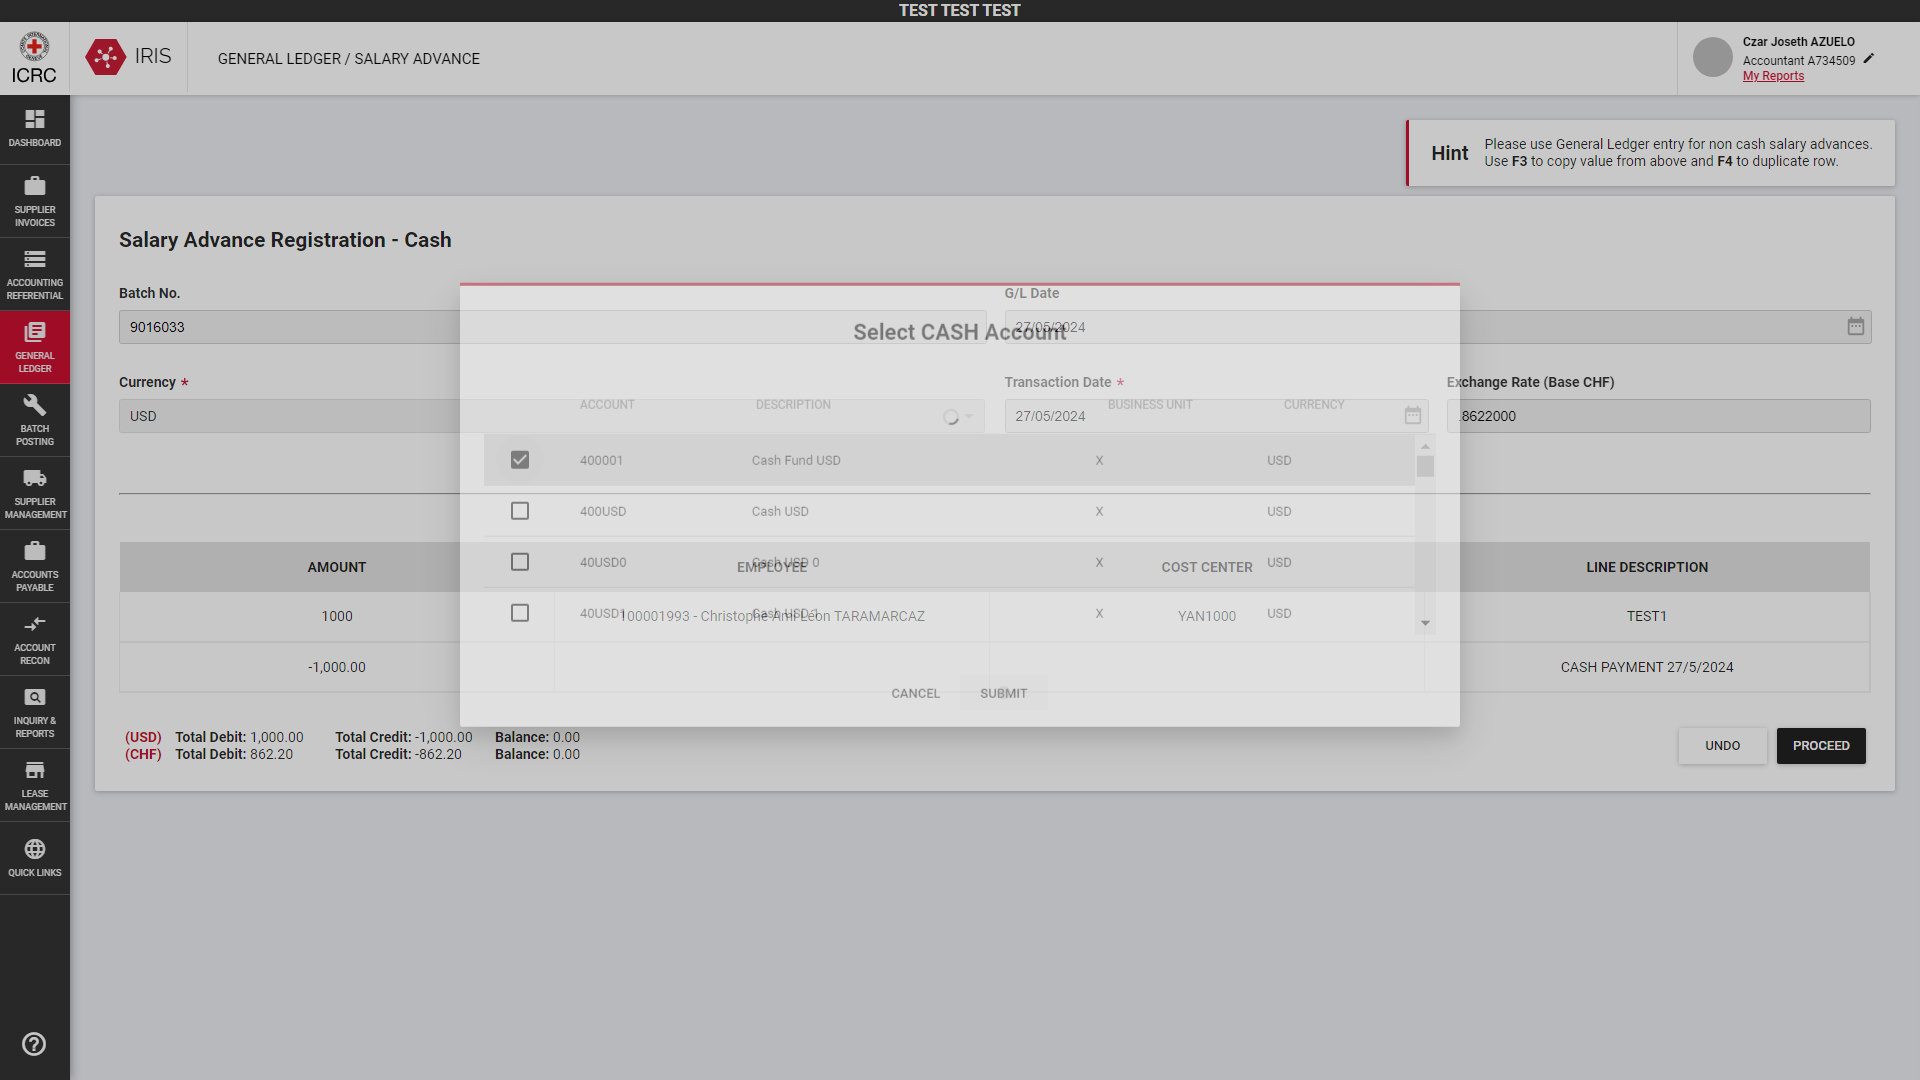 TEST TEST TEST
ICRC
IRIS
GENERAL LEDGER / SALARY ADVANCE
Czar Joseth AZUELO
Accountant A734509
My Reports
DASHBOARD
SUPPLIER
INVOICES
ACCOUNTING
REFERENTIAL
GENERAL
LEDGER
BATCH
POSTING
SUPPLIER
MANAGEMENT
ACCOUNTS
PAYABLE
ACCOUNT
RECON
INQUIRY &
REPORTS
LEASE
MANAGEMENT
QUICK LINKS
Hint
Please use General Ledger entry for non cash salary advances.
Use F3 to copy value from above and F4 to duplicate row.
Salary Advance Registration - Cash
Batch No.
9016033
G/L Date
27/05/2024
Currency *
USD
Transaction Date *
27/05/2024
Exchange Rate (Base CHF)
.8622000
Select CASH Account
ACCOUNT DESCRIPTION BUSINESS UNIT CURRENCY
400001 Cash Fund USD X USD
400USD Cash USD X USD
40USD0 Cash USD 0 X USD
40USD1 Cash USD 1 X USD
CANCEL SUBMIT
AMOUNT EMPLOYEE COST CENTER LINE DESCRIPTION
1000 100001993 - Christophe Ami Leon TARAMARCAZ YAN1000 TEST1
-1,000.00 CASH PAYMENT 27/5/2024
(USD) Total Debit: 1,000.00 Total Credit: -1,000.00 Balance: 0.00
(CHF) Total Debit: 862.20 Total Credit: -862.20 Balance: 0.00
UNDO PROCEED